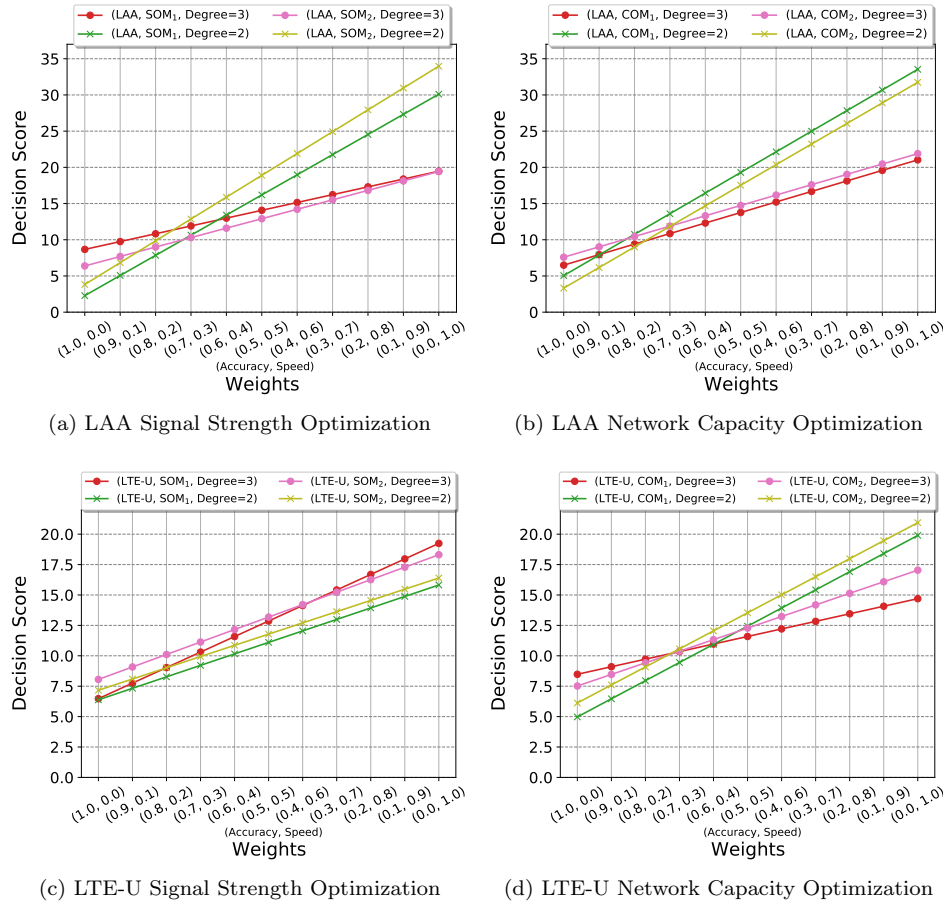 (LAA, SOM₁, Degree=3) (LAA, SOM₂, Degree=3)
(LAA, SOM₁, Degree=2) (LAA, SOM₂, Degree=2)
35
30
25
20
15
10
5
0
Decision Score
(1.0, 0.0) (0.9, 0.1) (0.8, 0.2) (0.7, 0.3) (0.6, 0.4) (0.5, 0.5) (0.4, 0.6) (0.3, 0.7) (0.2, 0.8) (0.1, 0.9) (0.0, 1.0)
(Accuracy, Speed)
Weights
(a) LAA Signal Strength Optimization
(LAA, COM₁, Degree=3) (LAA, COM₂, Degree=3)
(LAA, COM₁, Degree=2) (LAA, COM₂, Degree=2)
35
30
25
20
15
10
5
0
Decision Score
(1.0, 0.0) (0.9, 0.1) (0.8, 0.2) (0.7, 0.3) (0.6, 0.4) (0.5, 0.5) (0.4, 0.6) (0.3, 0.7) (0.2, 0.8) (0.1, 0.9) (0.0, 1.0)
(Accuracy, Speed)
Weights
(b) LAA Network Capacity Optimization
(LTE-U, SOM₁, Degree=3) (LTE-U, SOM₂, Degree=3)
(LTE-U, SOM₁, Degree=2) (LTE-U, SOM₂, Degree=2)
20.0
17.5
15.0
12.5
10.0
7.5
5.0
2.5
0.0
Decision Score
(1.0, 0.0) (0.9, 0.1) (0.8, 0.2) (0.7, 0.3) (0.6, 0.4) (0.5, 0.5) (0.4, 0.6) (0.3, 0.7) (0.2, 0.8) (0.1, 0.9) (0.0, 1.0)
(Accuracy, Speed)
Weights
(c) LTE-U Signal Strength Optimization
(LTE-U, COM₁, Degree=3) (LTE-U, COM₂, Degree=3)
(LTE-U, COM₁, Degree=2) (LTE-U, COM₂, Degree=2)
20.0
17.5
15.0
12.5
10.0
7.5
5.0
2.5
0.0
Decision Score
(1.0, 0.0) (0.9, 0.1) (0.8, 0.2) (0.7, 0.3) (0.6, 0.4) (0.5, 0.5) (0.4, 0.6) (0.3, 0.7) (0.2, 0.8) (0.1, 0.9) (0.0, 1.0)
(Accuracy, Speed)
Weights
(d) LTE-U Network Capacity Optimization